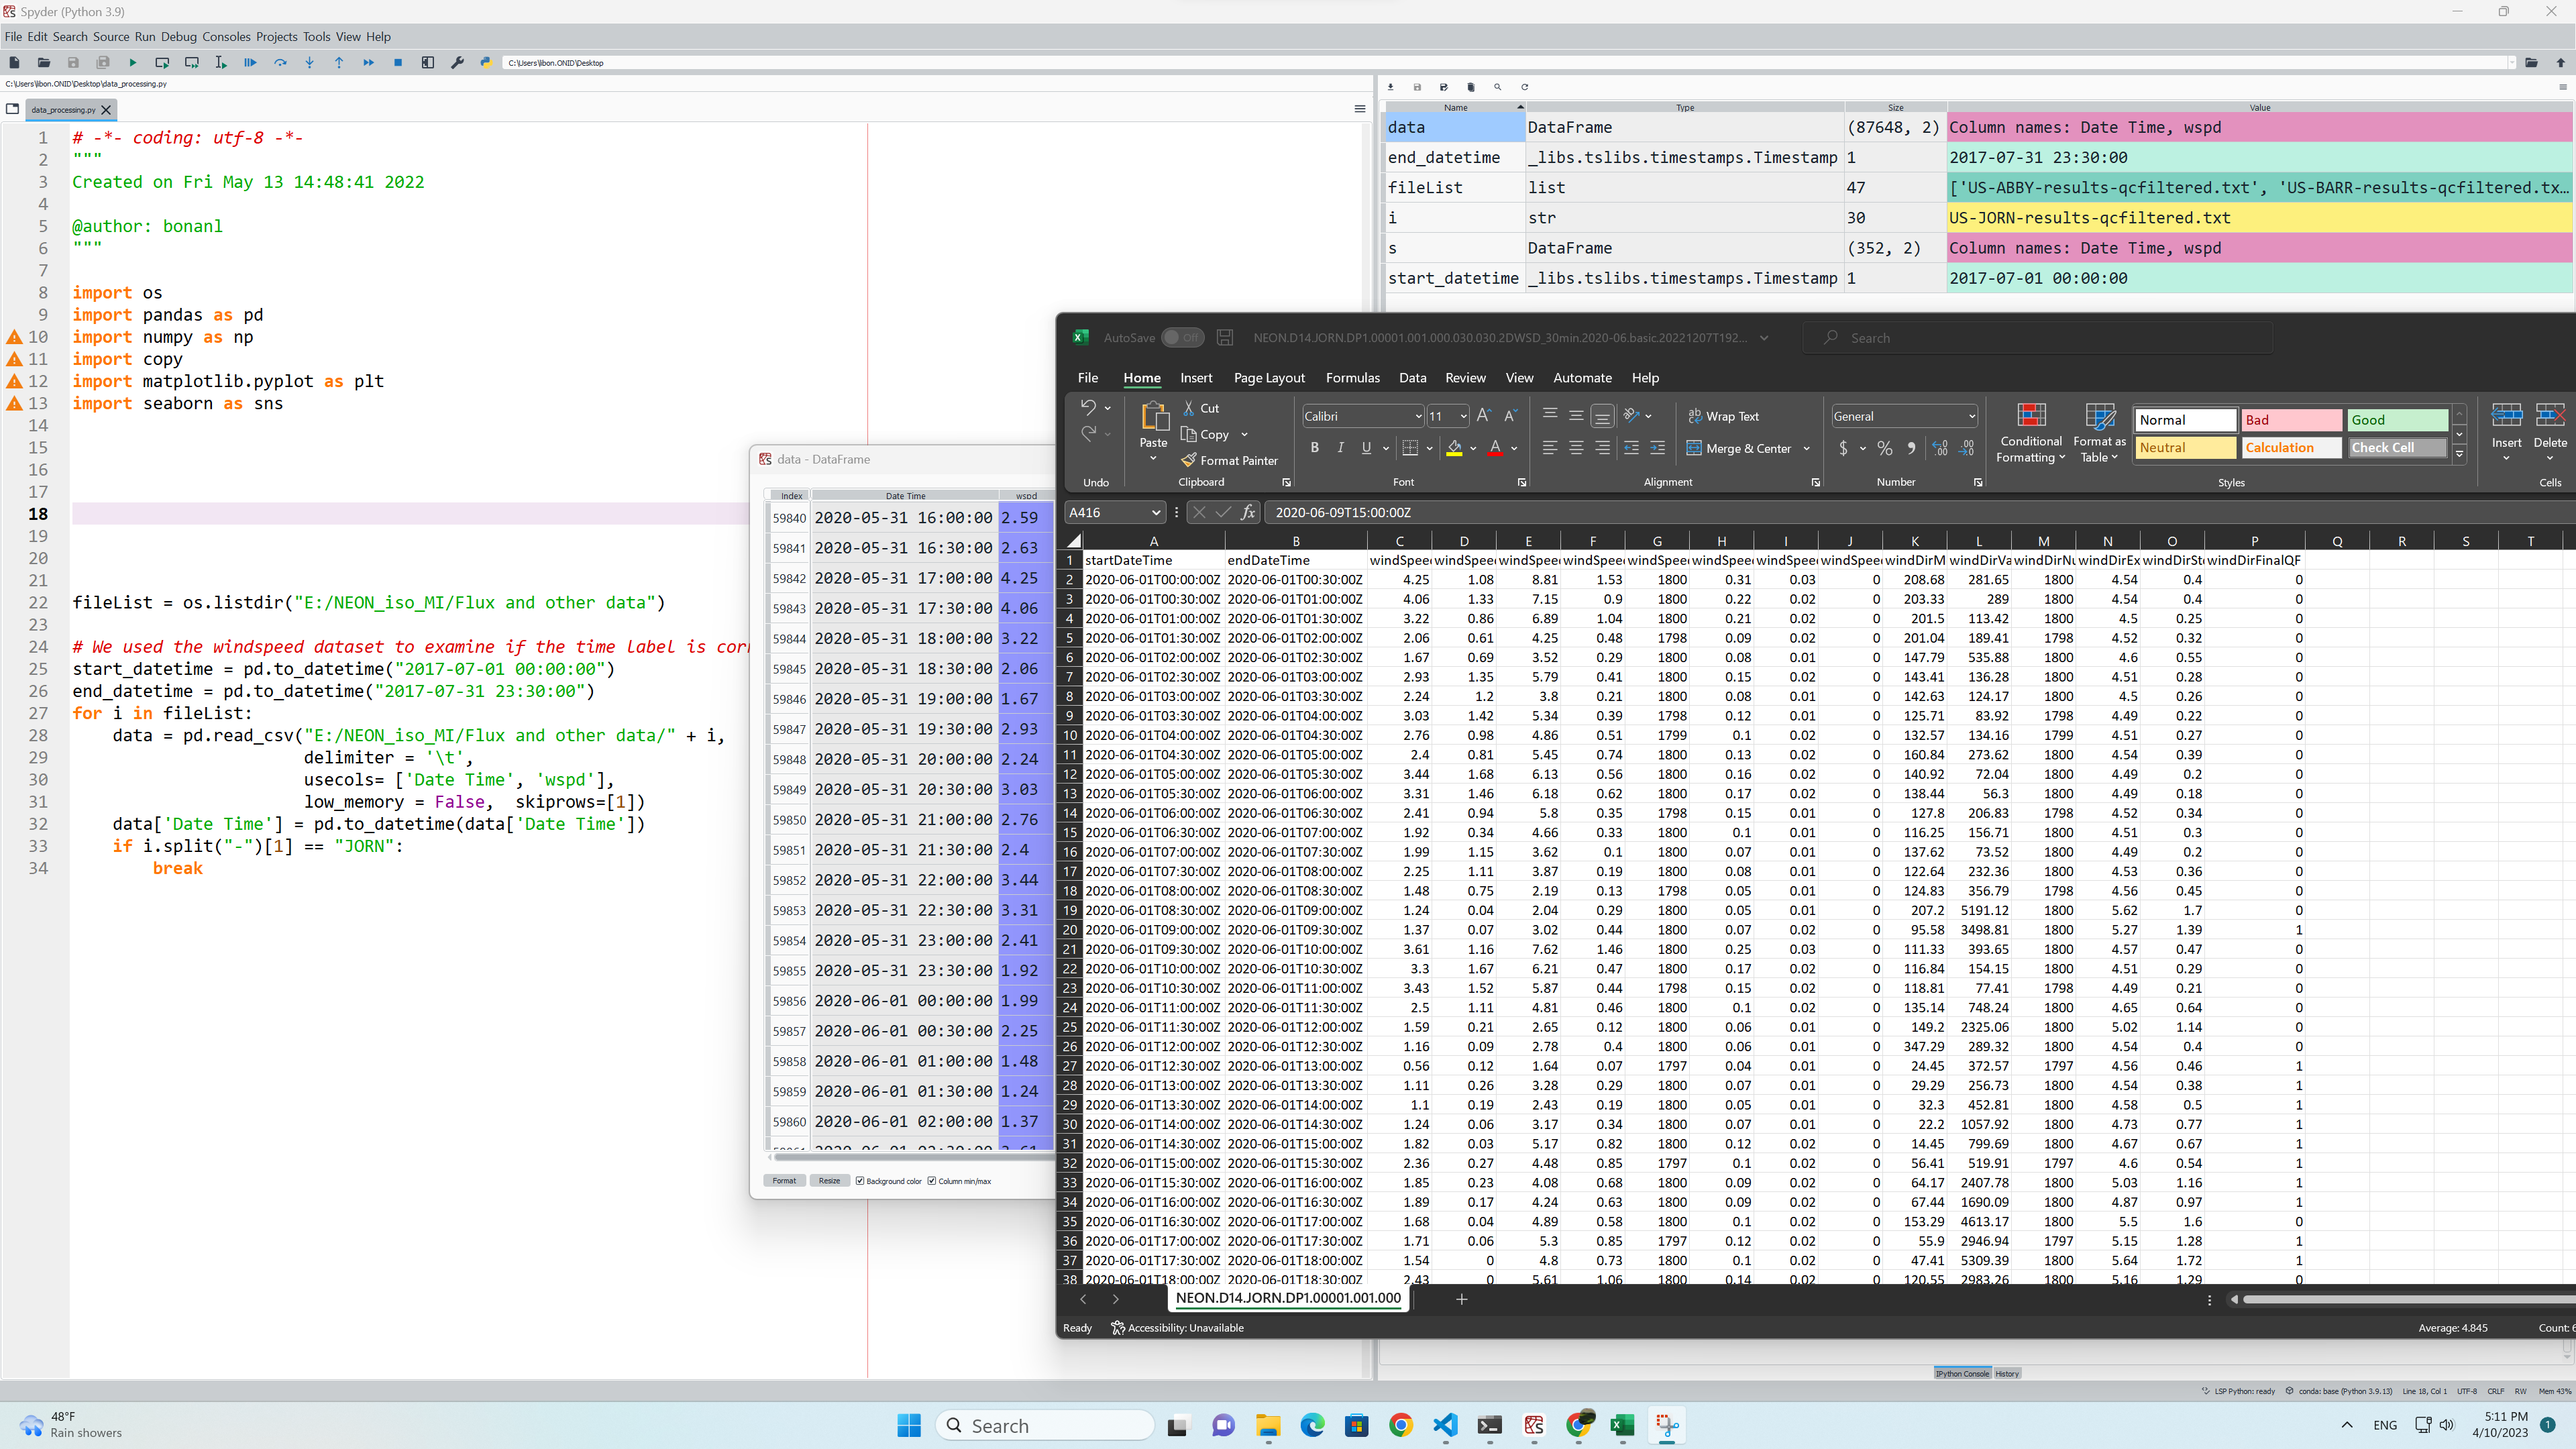 Spyder (Python 3.9)
File Edit Search Source Run Debug Consoles Projects Tools View Help
C:\Users\libon.ONID\Desktop
C:\Users\libon.ONID\Desktop\data_processing.py
data_processing.py
1 # -*- coding: utf-8 -*-
2 """
3 Created on Fri May 13 14:48:41 2022
4
5 @author: bonanl
6 """
7
8 import os
9 import pandas as pd
10 import numpy as np
11 import copy
12 import matplotlib.pyplot as plt
13 import seaborn as sns
14
15
16
17
18
19
20
21
22 fileList = os.listdir("E:/NEON_iso_MI/Flux and other data")
23
24 # We used the windspeed dataset to examine if the time label is
25 start_datetime = pd.to_datetime("2017-07-01 00:00:00")
26 end_datetime = pd.to_datetime("2017-07-31 23:30:00")
27 for i in fileList:
28 data = pd.read_csv("E:/NEON_iso_MI/Flux and other data/" + i,
29 delimiter = '\t',
30 usecols= ['Date Time', 'wspd'],
31 low_memory = False, skiprows=[1])
32 data['Date Time'] = pd.to_datetime(data['Date Time'])
33 if i.split("-")[1] == "JORN":
34 break
Name Type Size Value
data DataFrame (87648, 2) Column names: Date Time, wspd
end_datetime _libs.tslibs.timestamps.Timestamp 1 2017-07-31 23:30:00
fileList list 47 ['US-ABBY-results-qcfiltered.txt', 'US-BARR-results-qcfiltered.tx…
i str 30 US-JORN-results-qcfiltered.txt
s DataFrame (352, 2) Column names: Date Time, wspd
start_datetime _libs.tslibs.timestamps.Timestamp 1 2017-07-01 00:00:00
data - DataFrame
Index Date Time wspd
59840 2020-05-31 16:00:00 2.59
59841 2020-05-31 16:30:00 2.63
59842 2020-05-31 17:00:00 4.25
59843 2020-05-31 17:30:00 4.06
59844 2020-05-31 18:00:00 3.22
59845 2020-05-31 18:30:00 2.06
59846 2020-05-31 19:00:00 1.67
59847 2020-05-31 19:30:00 2.93
59848 2020-05-31 20:00:00 2.24
59849 2020-05-31 20:30:00 3.03
59850 2020-05-31 21:00:00 2.76
59851 2020-05-31 21:30:00 2.4
59852 2020-05-31 22:00:00 3.44
59853 2020-05-31 22:30:00 3.31
59854 2020-05-31 23:00:00 2.41
59855 2020-05-31 23:30:00 1.92
59856 2020-06-01 00:00:00 1.99
59857 2020-06-01 00:30:00 2.25
59858 2020-06-01 01:00:00 1.48
59859 2020-06-01 01:30:00 1.24
59860 2020-06-01 02:00:00 1.37
Format Resize Background color Column min/max
AutoSave Off NEON.D14.JORN.DP1.00001.001.000.030.030.2DWSD_30min.2020-06.basic.20221207T192... Search
File Home Insert Page Layout Formulas Data Review View Automate Help
Cut
Copy
Format Painter
Paste
Calibri 11
B I U
Wrap Text
Merge & Center
General
$ %
Conditional Formatting
Format as Table
Normal Bad Good
Neutral Calculation Check Cell
Insert Delete
Undo Clipboard Font Alignment Number Styles Cells
A416 fx 2020-06-09T15:00:00Z
A B C D E F G H I J K L M N O P Q R S T
1 startDateTime endDateTime windSpee windSpee windSpee windSpee windSpee windSpee windSpee windSpee windDirM windDirVa windDirNu windDirEx windDirSt windDirFinalQF
2 2020-06-01T00:00:00Z 2020-06-01T00:30:00Z 4.25 1.08 8.81 1.53 1800 0.31 0.03 0 208.68 281.65 1800 4.54 0.4 0
3 2020-06-01T00:30:00Z 2020-06-01T01:00:00Z 4.06 1.33 7.15 0.9 1800 0.22 0.02 0 203.33 289 1800 4.54 0.4 0
4 2020-06-01T01:00:00Z 2020-06-01T01:30:00Z 3.22 0.86 6.89 1.04 1800 0.21 0.02 0 201.5 113.42 1800 4.5 0.25 0
5 2020-06-01T01:30:00Z 2020-06-01T02:00:00Z 2.06 0.61 4.25 0.48 1798 0.09 0.02 0 201.04 189.41 1798 4.52 0.32 0
6 2020-06-01T02:00:00Z 2020-06-01T02:30:00Z 1.67 0.69 3.52 0.29 1800 0.08 0.01 0 147.79 535.88 1800 4.6 0.55 0
7 2020-06-01T02:30:00Z 2020-06-01T03:00:00Z 2.93 1.35 5.79 0.41 1800 0.15 0.02 0 143.41 136.28 1800 4.51 0.28 0
8 2020-06-01T03:00:00Z 2020-06-01T03:30:00Z 2.24 1.2 3.8 0.21 1800 0.08 0.01 0 142.63 124.17 1800 4.5 0.26 0
9 2020-06-01T03:30:00Z 2020-06-01T04:00:00Z 3.03 1.42 5.34 0.39 1798 0.12 0.01 0 125.71 83.92 1798 4.49 0.22 0
10 2020-06-01T04:00:00Z 2020-06-01T04:30:00Z 2.76 0.98 4.86 0.51 1799 0.1 0.02 0 132.57 134.16 1799 4.51 0.27 0
11 2020-06-01T04:30:00Z 2020-06-01T05:00:00Z 2.4 0.81 5.45 0.74 1800 0.13 0.02 0 160.84 273.62 1800 4.54 0.39 0
12 2020-06-01T05:00:00Z 2020-06-01T05:30:00Z 3.44 1.68 6.13 0.56 1800 0.16 0.02 0 140.92 72.04 1800 4.49 0.2 0
13 2020-06-01T05:30:00Z 2020-06-01T06:00:00Z 3.31 1.46 6.18 0.62 1800 0.17 0.02 0 138.44 56.3 1800 4.49 0.18 0
14 2020-06-01T06:00:00Z 2020-06-01T06:30:00Z 2.41 0.94 5.8 0.35 1798 0.15 0.01 0 127.8 206.83 1798 4.52 0.34 0
15 2020-06-01T06:30:00Z 2020-06-01T07:00:00Z 1.92 0.34 4.66 0.33 1800 0.1 0.01 0 116.25 156.71 1800 4.51 0.3 0
16 2020-06-01T07:00:00Z 2020-06-01T07:30:00Z 1.99 1.15 3.62 0.1 1800 0.07 0.01 0 137.62 73.52 1800 4.49 0.2 0
17 2020-06-01T07:30:00Z 2020-06-01T08:00:00Z 2.25 1.11 3.87 0.19 1800 0.08 0.01 0 122.64 232.36 1800 4.53 0.36 0
18 2020-06-01T08:00:00Z 2020-06-01T08:30:00Z 1.48 0.75 2.19 0.13 1798 0.05 0.01 0 124.83 356.79 1798 4.56 0.45 0
19 2020-06-01T08:30:00Z 2020-06-01T09:00:00Z 1.24 0.04 2.04 0.29 1800 0.05 0.01 0 207.2 5191.12 1800 5.62 1.7 0
20 2020-06-01T09:00:00Z 2020-06-01T09:30:00Z 1.37 0.07 3.02 0.44 1800 0.07 0.02 0 95.58 3498.81 1800 5.27 1.39 1
21 2020-06-01T09:30:00Z 2020-06-01T10:00:00Z 3.61 1.16 7.62 1.46 1800 0.25 0.03 0 111.33 393.65 1800 4.57 0.47 0
22 2020-06-01T10:00:00Z 2020-06-01T10:30:00Z 3.3 1.67 6.21 0.47 1800 0.17 0.02 0 116.84 154.15 1800 4.51 0.29 0
23 2020-06-01T10:30:00Z 2020-06-01T11:00:00Z 3.43 1.52 5.87 0.44 1798 0.15 0.02 0 118.81 77.41 1798 4.49 0.21 0
24 2020-06-01T11:00:00Z 2020-06-01T11:30:00Z 2.5 1.11 4.81 0.46 1800 0.1 0.02 0 135.14 748.24 1800 4.65 0.64 0
25 2020-06-01T11:30:00Z 2020-06-01T12:00:00Z 1.59 0.21 2.65 0.12 1800 0.06 0.01 0 149.2 2325.06 1800 5.02 1.14 0
26 2020-06-01T12:00:00Z 2020-06-01T12:30:00Z 1.16 0.09 2.78 0.4 1800 0.06 0.01 0 347.29 289.32 1800 4.54 0.4 0
27 2020-06-01T12:30:00Z 2020-06-01T13:00:00Z 0.56 0.12 1.64 0.07 1797 0.04 0.01 0 24.45 372.57 1797 4.56 0.46 1
28 2020-06-01T13:00:00Z 2020-06-01T13:30:00Z 1.11 0.26 3.28 0.29 1800 0.07 0.01 0 29.29 256.73 1800 4.54 0.38 1
29 2020-06-01T13:30:00Z 2020-06-01T14:00:00Z 1.1 0.19 2.43 0.19 1800 0.05 0.01 0 32.3 452.81 1800 4.58 0.5 1
30 2020-06-01T14:00:00Z 2020-06-01T14:30:00Z 1.24 0.06 3.17 0.34 1800 0.07 0.01 0 22.2 1057.92 1800 4.73 0.77 1
31 2020-06-01T14:30:00Z 2020-06-01T15:00:00Z 1.82 0.03 5.17 0.82 1800 0.12 0.02 0 14.45 799.69 1800 4.67 0.67 1
32 2020-06-01T15:00:00Z 2020-06-01T15:30:00Z 2.36 0.27 4.48 0.85 1797 0.1 0.02 0 56.41 519.91 1797 4.6 0.54 1
33 2020-06-01T15:30:00Z 2020-06-01T16:00:00Z 1.85 0.23 4.08 0.68 1800 0.09 0.02 0 64.17 2407.78 1800 5.03 1.16 1
34 2020-06-01T16:00:00Z 2020-06-01T16:30:00Z 1.89 0.17 4.24 0.63 1800 0.09 0.02 0 67.44 1690.09 1800 4.87 0.97 1
35 2020-06-01T16:30:00Z 2020-06-01T17:00:00Z 1.68 0.04 4.89 0.58 1800 0.1 0.02 0 153.29 4613.17 1800 5.5 1.6 0
36 2020-06-01T17:00:00Z 2020-06-01T17:30:00Z 1.71 0.06 5.3 0.85 1797 0.12 0.02 0 55.9 2946.94 1797 5.15 1.28 1
37 2020-06-01T17:30:00Z 2020-06-01T18:00:00Z 1.54 0 4.8 0.73 1800 0.1 0.02 0 47.41 5309.39 1800 5.64 1.72 1
38 2020-06-01T18:00:00Z 2020-06-01T18:30:00Z 2.43 0 5.61 1.06 1800 0.14 0.02 0 120.55 2983.26 1800 5.16 1.29 0
NEON.D14.JORN.DP1.00001.001.000
Ready Accessibility: Unavailable Average: 4.845 Count: 6
IPython Console History
LSP Python: ready conda: base (Python 3.9.13) Line 18, Col 1 UTF-8 CRLF RW Mem 43%
48°F
Rain showers
Search
ENG
5:11 PM
4/10/2023
1